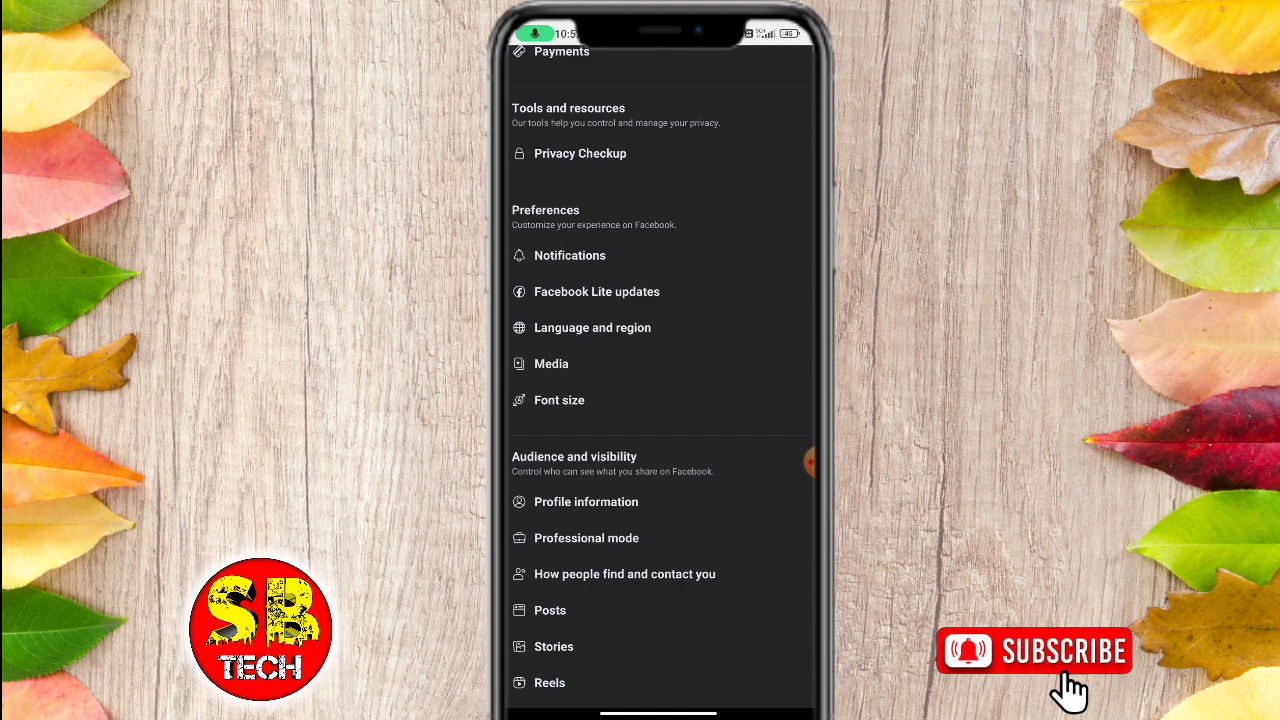 10:5
5G+
45
Payments
Tools and resources
Our tools help you control and manage your privacy.
Privacy Checkup
Preferences
Customize your experience on Facebook.
Notifications
Facebook Lite updates
Language and region
Media
Font size
Audience and visibility
Control who can see what you share on Facebook.
Profile information
Professional mode
How people find and contact you
Posts
Stories
Reels
SB
TECH
SUBSCRIBE